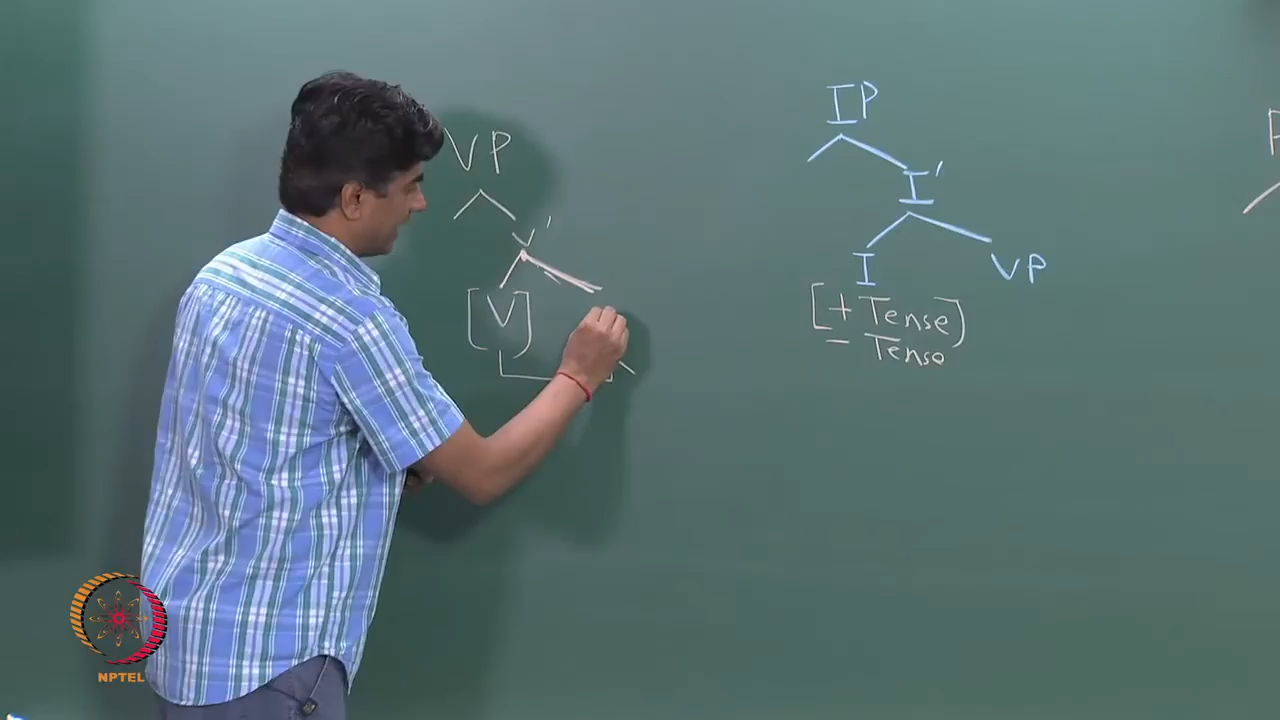 VP
V'
[V]
IP
I'
I
VP
[+ Tense]
- Tense
NPTEL